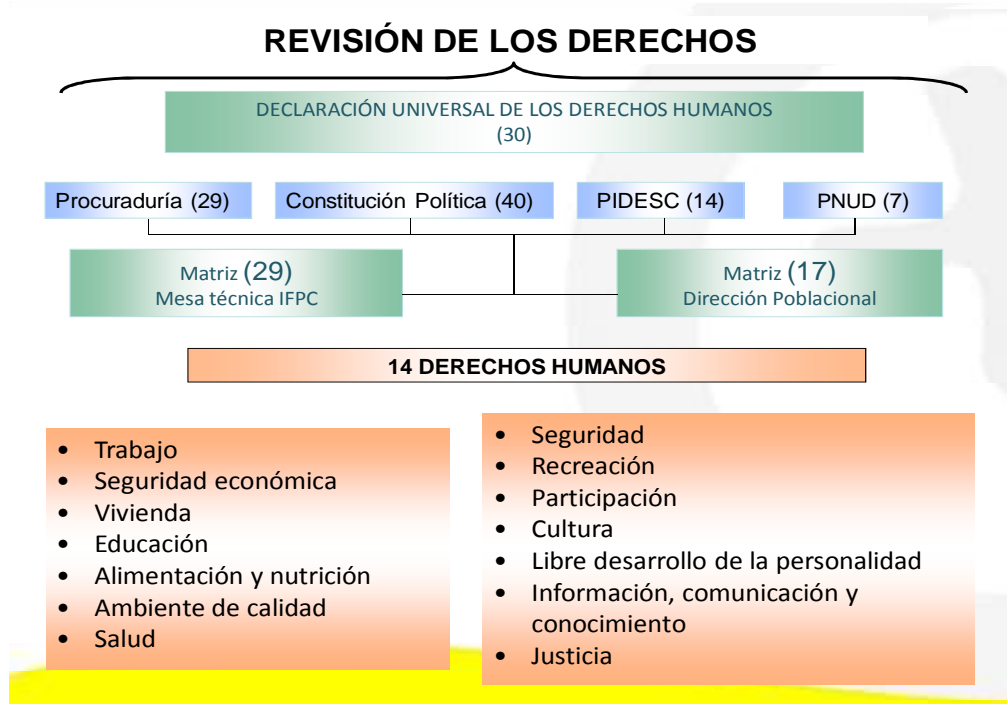 REVISIÓN DE LOS DERECHOS
DECLARACIÓN UNIVERSAL DE LOS DERECHOS HUMANOS
(30)
Procuraduría (29)
Constitución Política (40)
PIDESC (14)
PNUD (7)
Matriz (29)
Mesa técnica IFPC
Matriz (17)
Dirección Poblacional
14 DERECHOS HUMANOS
• Trabajo
• Seguridad económica
• Vivienda
• Educación
• Alimentación y nutrición
• Ambiente de calidad
• Salud
• Seguridad
• Recreación
• Participación
• Cultura
• Libre desarrollo de la personalidad
• Información, comunicación y
conocimiento
• Justicia